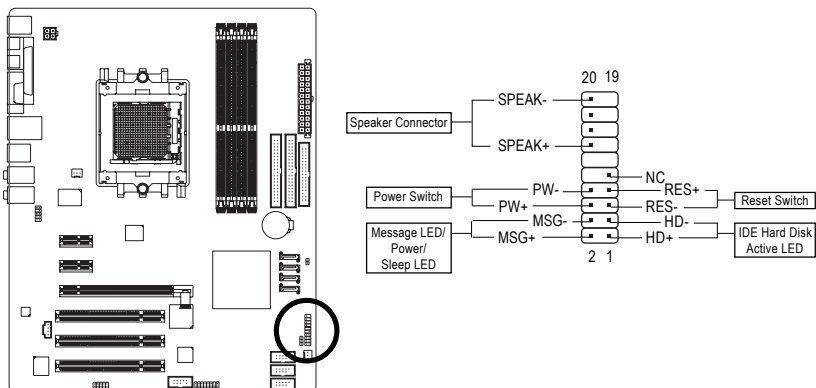 20 19
SPEAK-
Speaker Connector
SPEAK+
NC
PW-
RES+
Power Switch
Reset Switch
PW+
RES-
MSG-
HD-
Message LED/
Power/
Sleep LED
IDE Hard Disk
Active LED
MSG+
HD+
2 1